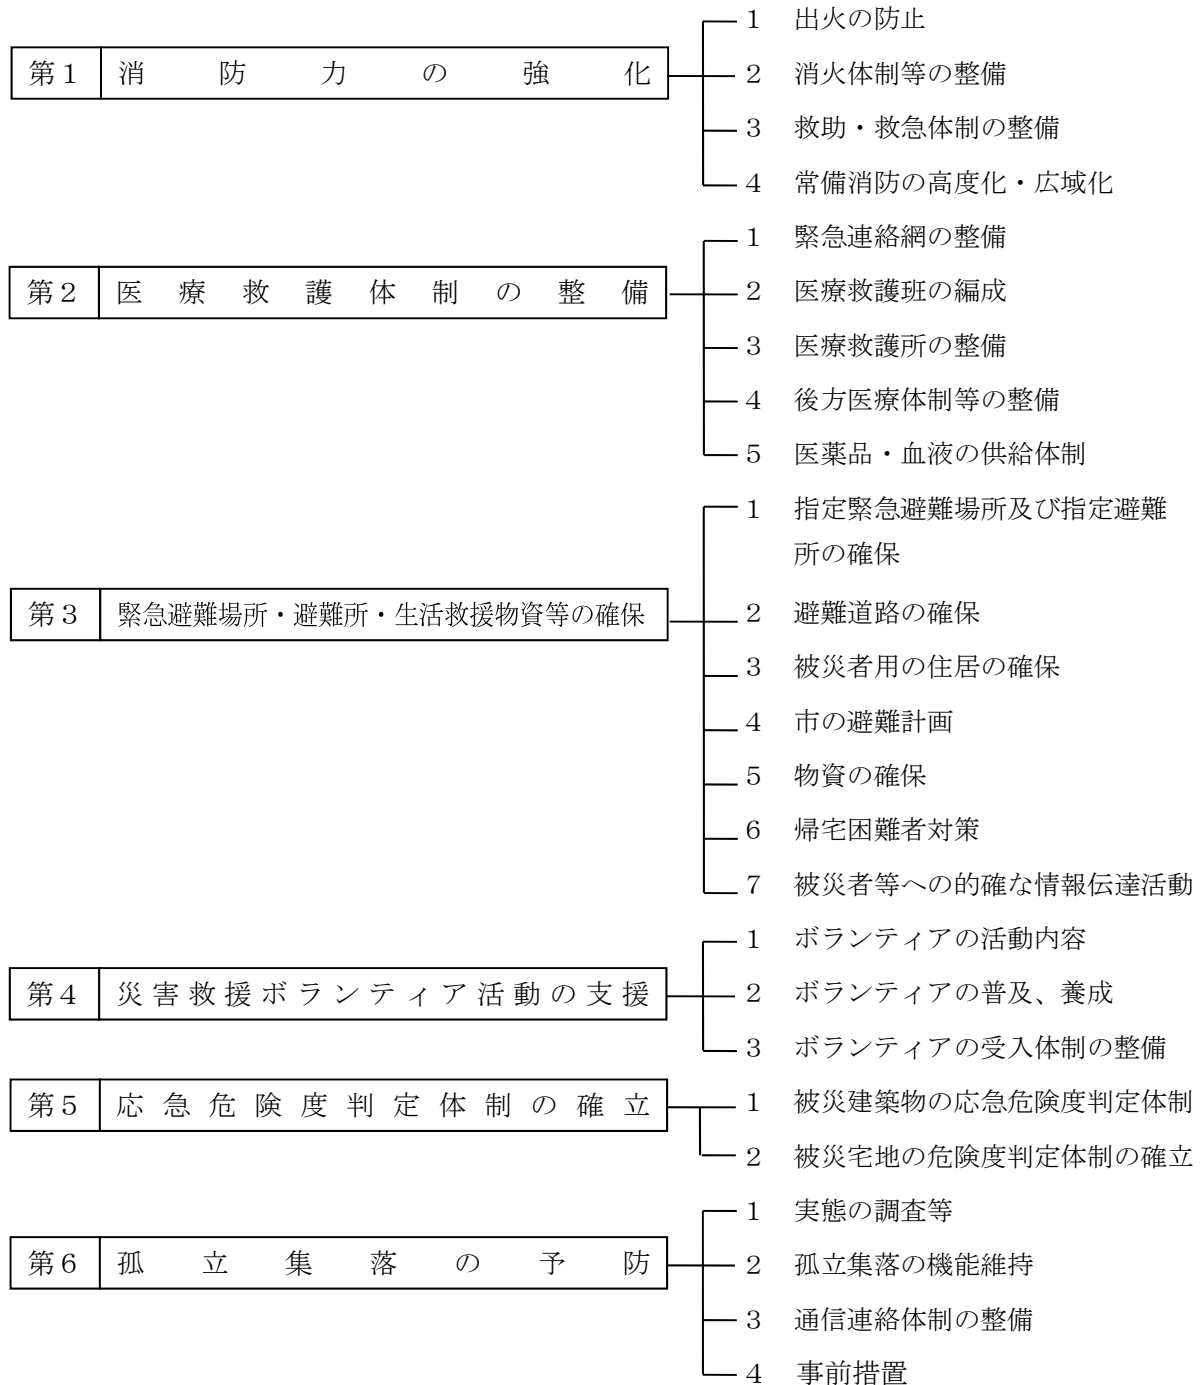 第１ 消防力の強化
１ 出火の防止
２ 消火体制等の整備
３ 救助・救急体制の整備
４ 常備消防の高度化・広域化
第２ 医療救護体制の整備
１ 緊急連絡網の整備
２ 医療救護班の編成
３ 医療救護所の整備
４ 後方医療体制等の整備
５ 医薬品・血液の供給体制
第３ 緊急避難場所・避難所・生活救援物資等の確保
１ 指定緊急避難場所及び指定避難
所の確保
２ 避難道路の確保
３ 被災者用の住居の確保
４ 市の避難計画
５ 物資の確保
６ 帰宅困難者対策
７ 被災者等への的確な情報伝達活動
第４ 災害救援ボランティア活動の支援
１ ボランティアの活動内容
２ ボランティアの普及、養成
３ ボランティアの受入体制の整備
第５ 応急危険度判定体制の確立
１ 被災建築物の応急危険度判定体制
２ 被災宅地の危険度判定体制の確立
第６ 孤立集落の予防
１ 実態の調査等
２ 孤立集落の機能維持
３ 通信連絡体制の整備
４ 事前措置